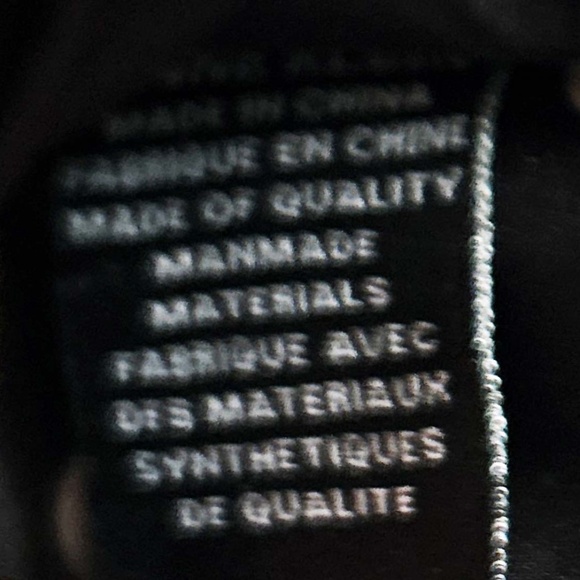 MADE IN CHINA
FABRIQUE EN CHINE
MADE OF QUALITY
MANMADE
MATERIALS
FABRIQUE AVEC
DES MATERIAUX
SYNTHETIQUES
DE QUALITE